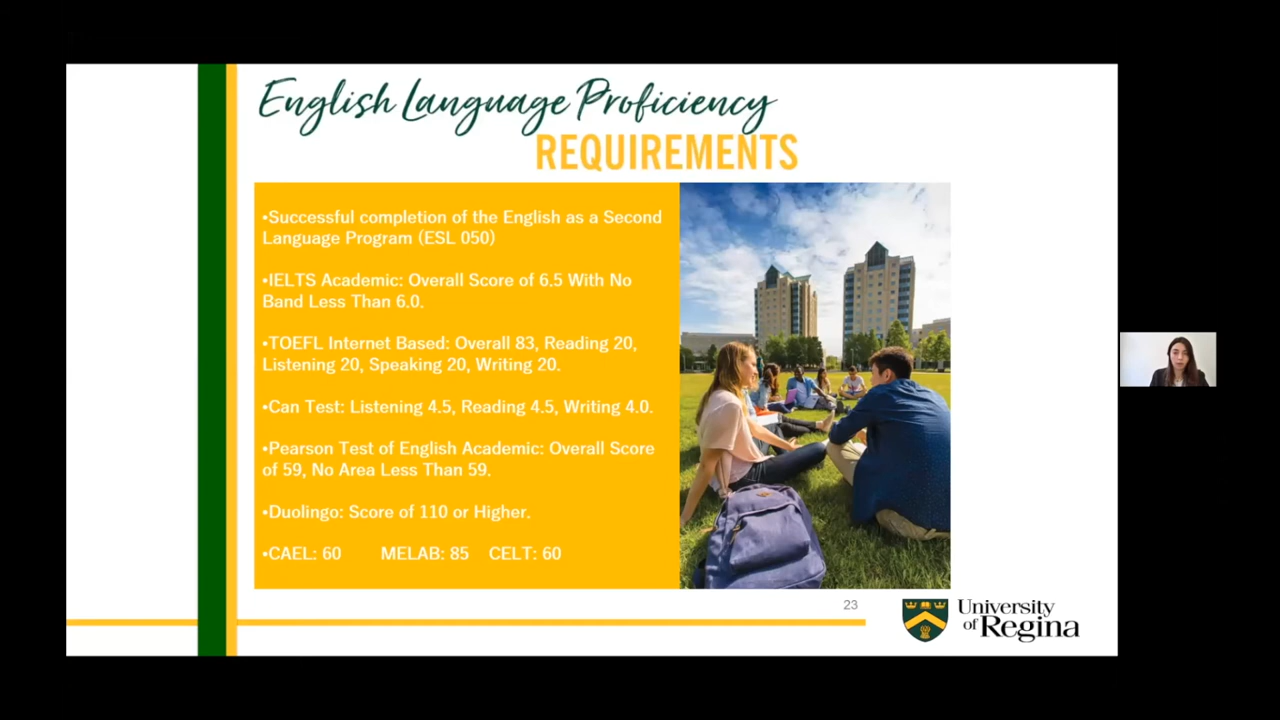 English Language Proficiency
REQUIREMENTS
•Successful completion of the English as a Second
Language Program (ESL 050)
•IELTS Academic: Overall Score of 6.5 With No
Band Less Than 6.0.
•TOEFL Internet Based: Overall 83, Reading 20,
Listening 20, Speaking 20, Writing 20.
•Can Test: Listening 4.5, Reading 4.5, Writing 4.0.
•Pearson Test of English Academic: Overall Score
of 59, No Area Less Than 59.
•Duolingo: Score of 110 or Higher.
•CAEL: 60 MELAB: 85 CELT: 60
23
University
of Regina